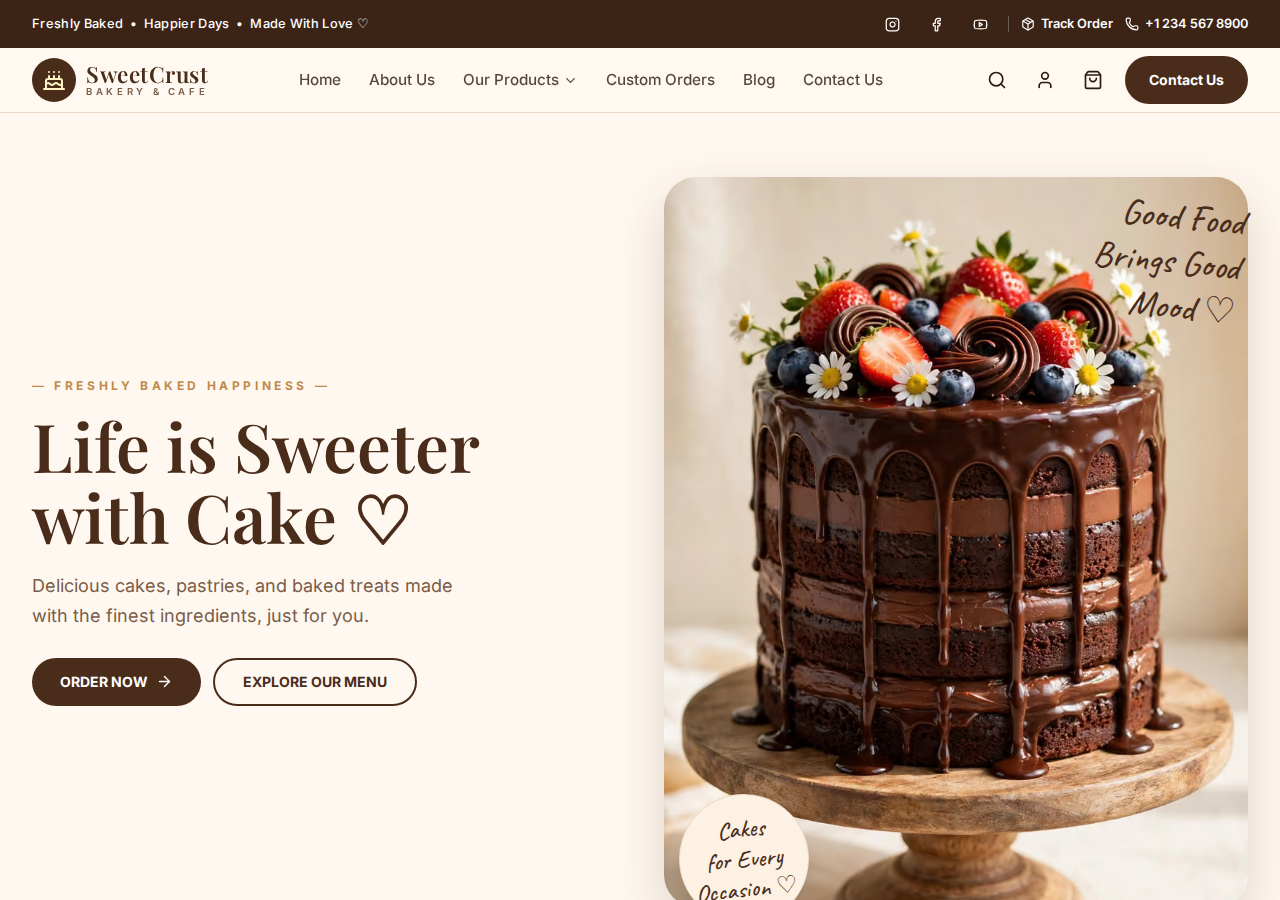 Freshly Baked • Happier Days • Made With Love ♡
Track Order
+1 234 567 8900
SweetCrust
BAKERY & CAFE
Home
About Us
Our Products
Custom Orders
Blog
Contact Us
Contact Us
Good Food
Brings Good
Mood ♡
— FRESHLY BAKED HAPPINESS —
Life is Sweeter
with Cake ♡
Delicious cakes, pastries, and baked treats made
with the finest ingredients, just for you.
ORDER NOW →
EXPLORE OUR MENU
Cakes
for Every
Occasion ♡